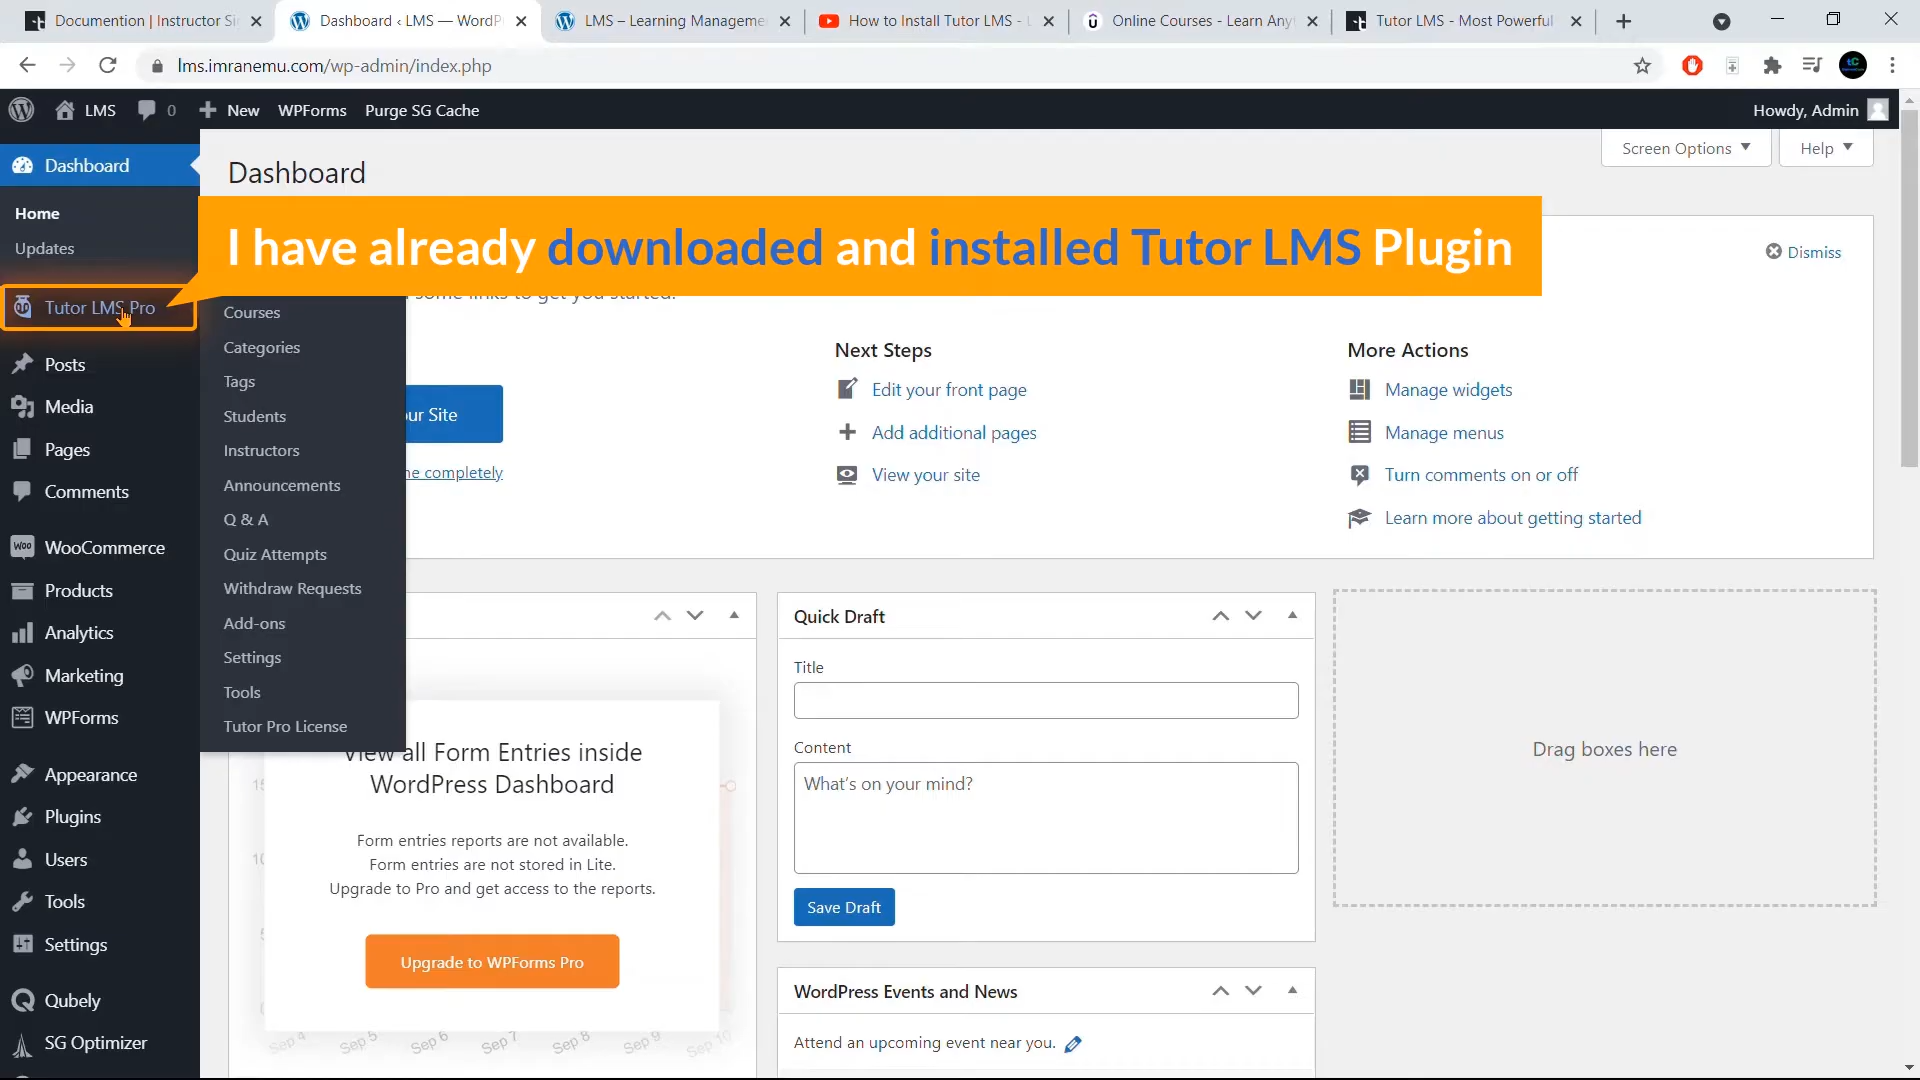 Documention | Instructor Si
Dashboard ‹ LMS — WordP
LMS – Learning Manageme
How to Install Tutor LMS -
Online Courses - Learn Any
Tutor LMS - Most Powerful
lms.imranemu.com/wp-admin/index.php
LMS
0
New
WPForms
Purge SG Cache
Howdy, Admin
Screen Options
Help
Dashboard
Home
Updates
Tutor LMS Pro
Posts
Media
Pages
Comments
WooCommerce
Products
Analytics
Marketing
WPForms
Appearance
Plugins
Users
Tools
Settings
Qubely
SG Optimizer
Dashboard
I have already downloaded and installed Tutor LMS Plugin
Dismiss
some links to get you started.
Courses
Categories
Tags
Students
Instructors
Announcements
Q & A
Quiz Attempts
Withdraw Requests
Add-ons
Settings
Tools
Tutor Pro License
our Site
me completely
Next Steps
Edit your front page
Add additional pages
View your site
More Actions
Manage widgets
Manage menus
Turn comments on or off
Learn more about getting started
View all Form Entries inside
WordPress Dashboard
Form entries reports are not available.
Form entries are not stored in Lite.
Upgrade to Pro and get access to the reports.
Upgrade to WPForms Pro
Sep 4
Sep 5
Sep 6
Sep 7
Sep 8
Sep 9
Sep 10
Quick Draft
Title
Content
What's on your mind?
Save Draft
WordPress Events and News
Attend an upcoming event near you.
Drag boxes here